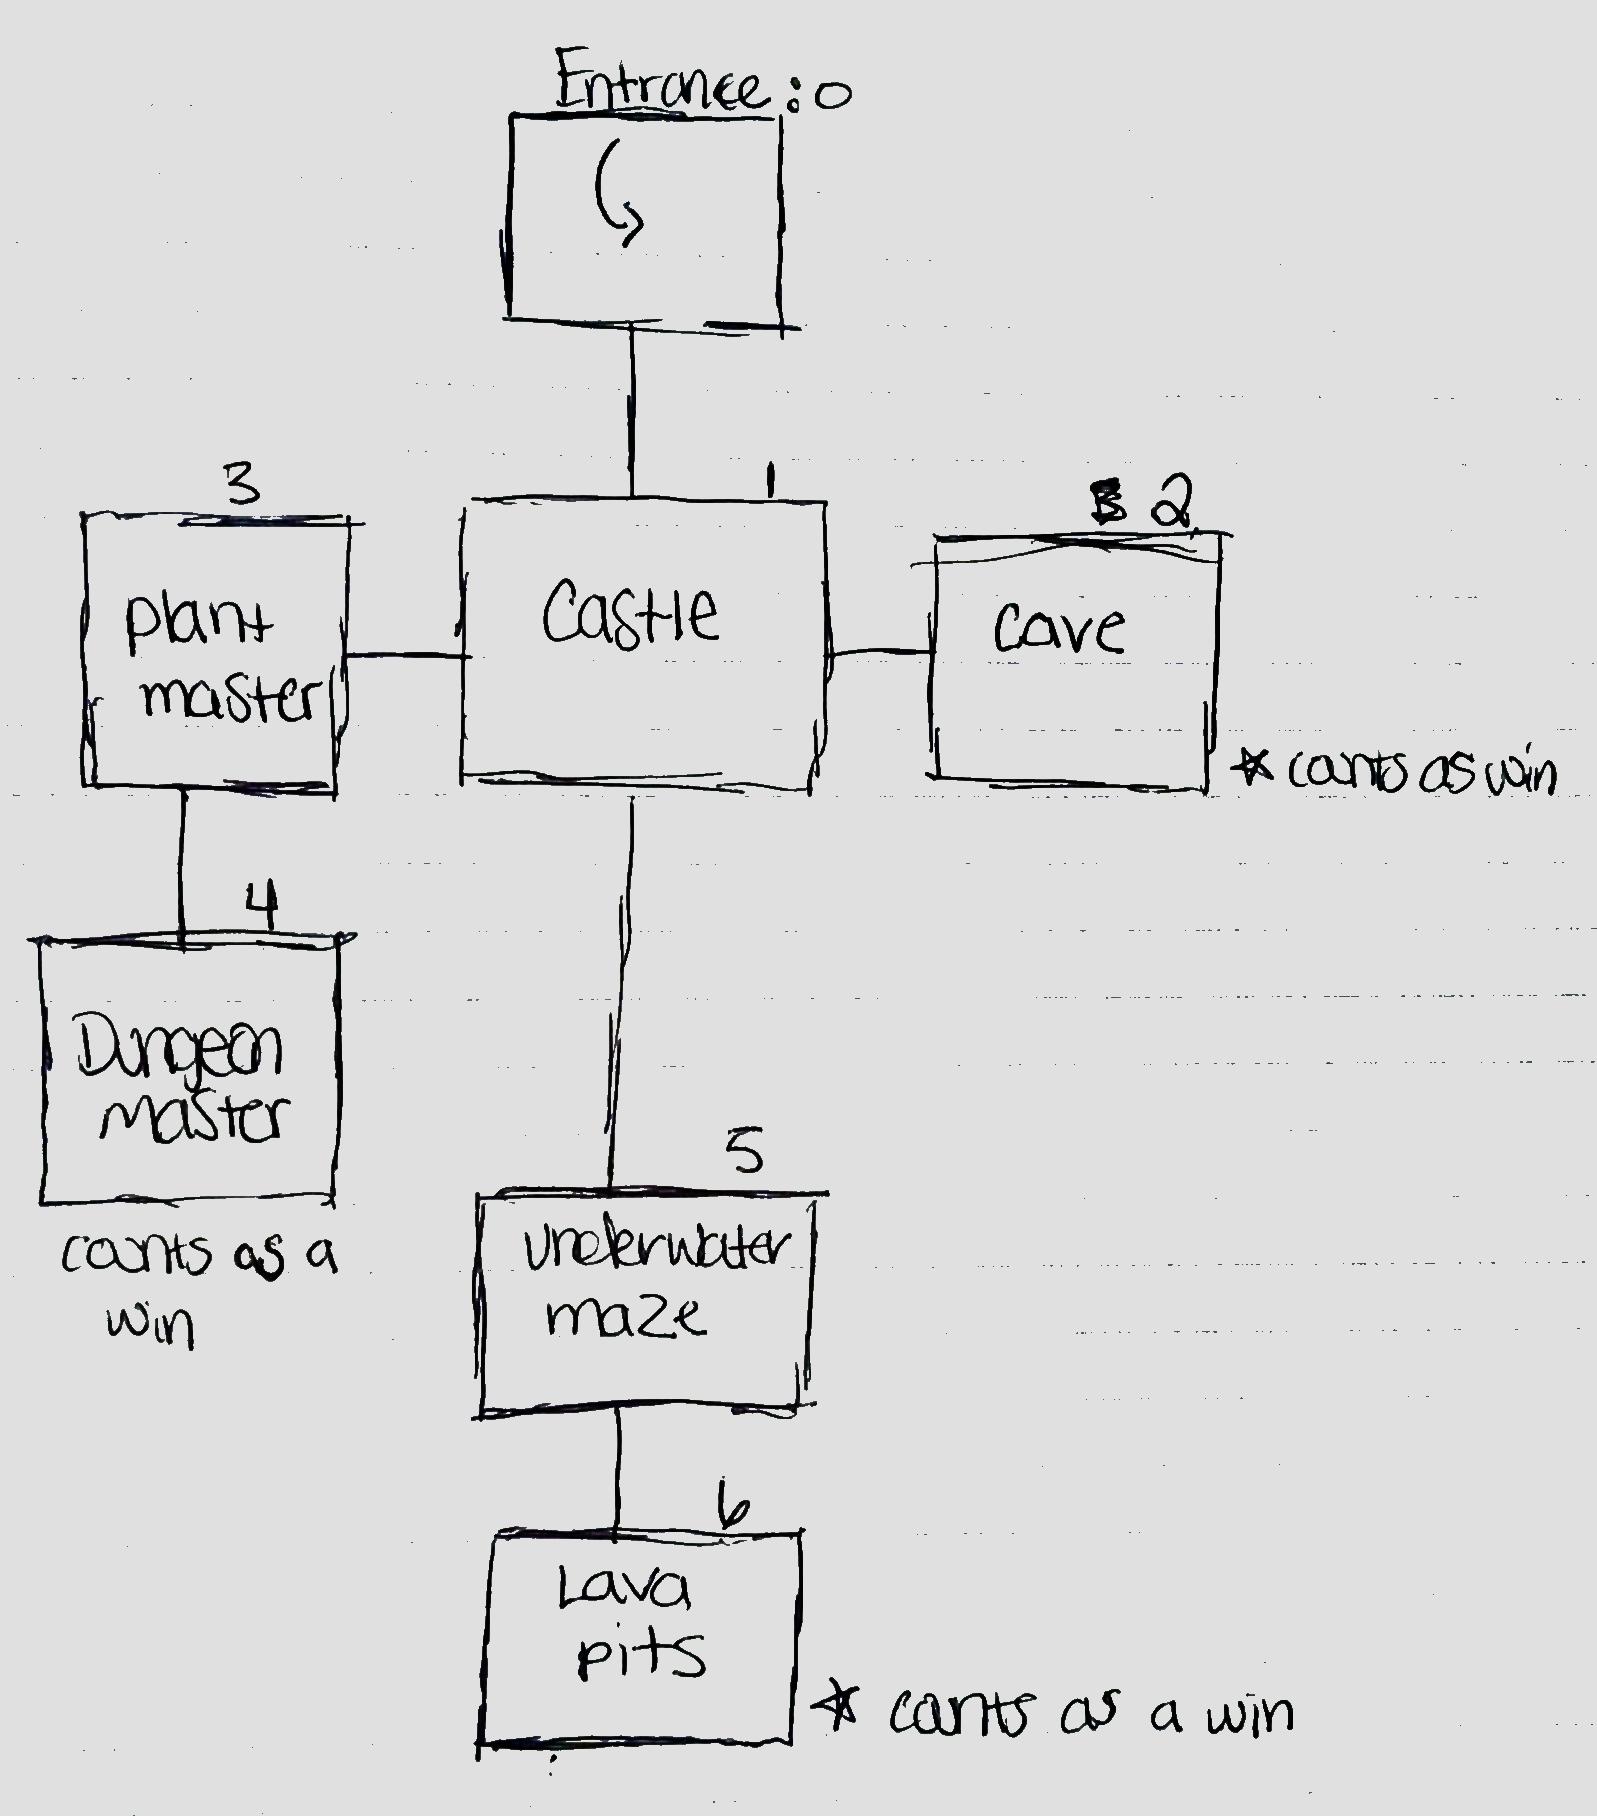 Entrance : 0
1
Castle
3
plant
master
2
cave
* counts as win
4
Dungeon
master
counts as a
win
5
underwater
maze
6
Lava
pits
* counts as a win